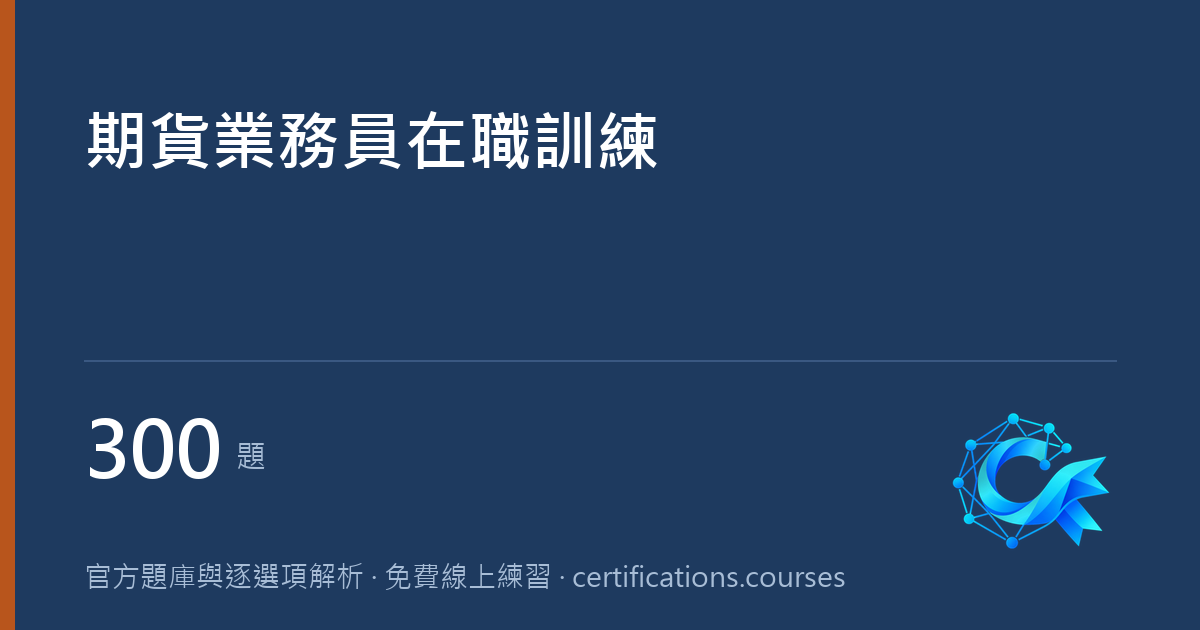 期貨業務員在職訓練
300 題
官方題庫與逐選項解析 · 免費線上練習 · certifications.courses